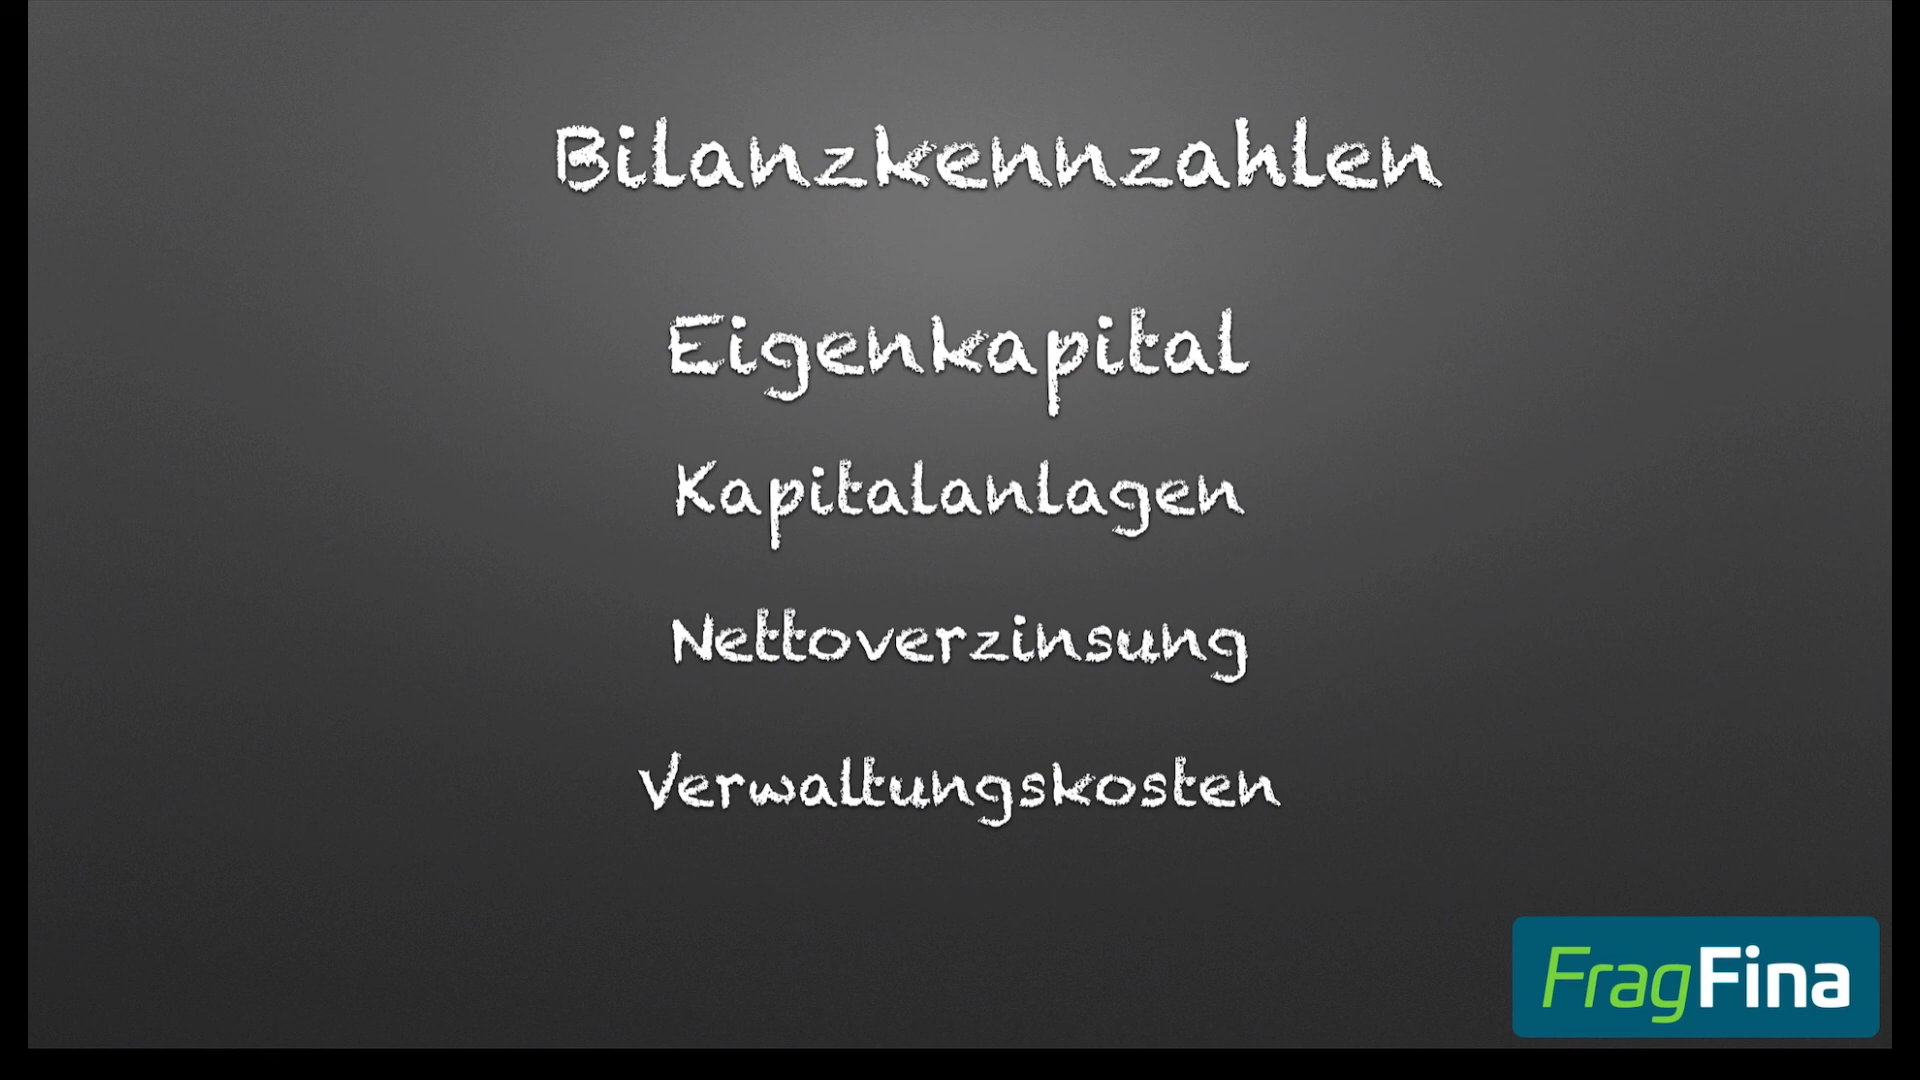 Bilanzkennzahlen
Eigenkapital
Kapitalanlagen
Nettoverzinsung
Verwaltungskosten
FragFina